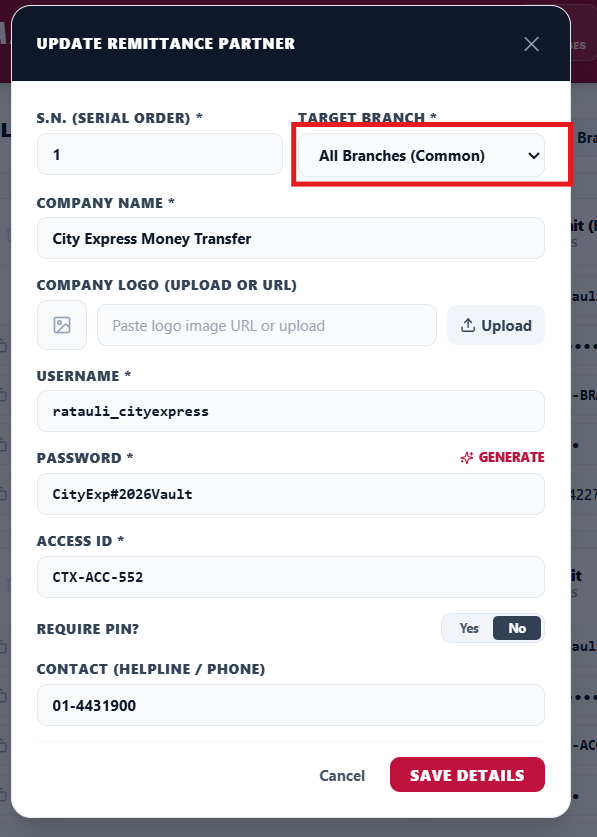 UPDATE REMITTANCE PARTNER
S.N. (SERIAL ORDER) *
TARGET BRANCH *
1
All Branches (Common)
COMPANY NAME *
City Express Money Transfer
COMPANY LOGO (UPLOAD OR URL)
Paste logo image URL or upload
Upload
USERNAME *
ratauli_cityexpress
PASSWORD *
GENERATE
CityExp#2026Vault
ACCESS ID *
CTX-ACC-552
REQUIRE PIN?
Yes
No
CONTACT (HELPLINE / PHONE)
01-4431900
Cancel
SAVE DETAILS